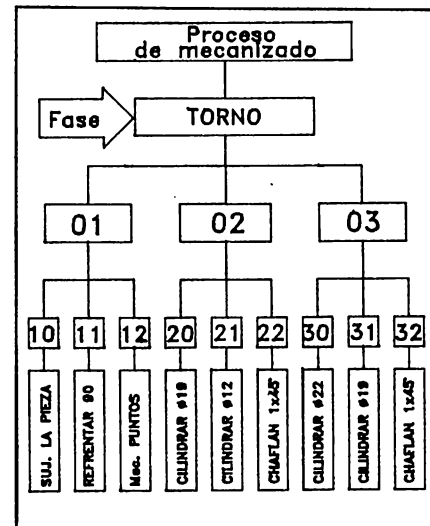 Proceso
de mecanizado
Fase
TORNO
01
02
03
10
11
12
20
21
22
30
31
32
SUJ. LA PIEZA
REFRENTAR 90
Mec. PUNTOS
CILINDRAR ø19
CILINDRAR ø12
CHAFLAN 1x45°
CILINDRAR ø22
CILINDRAR ø19
CHAFLAN 1x45°